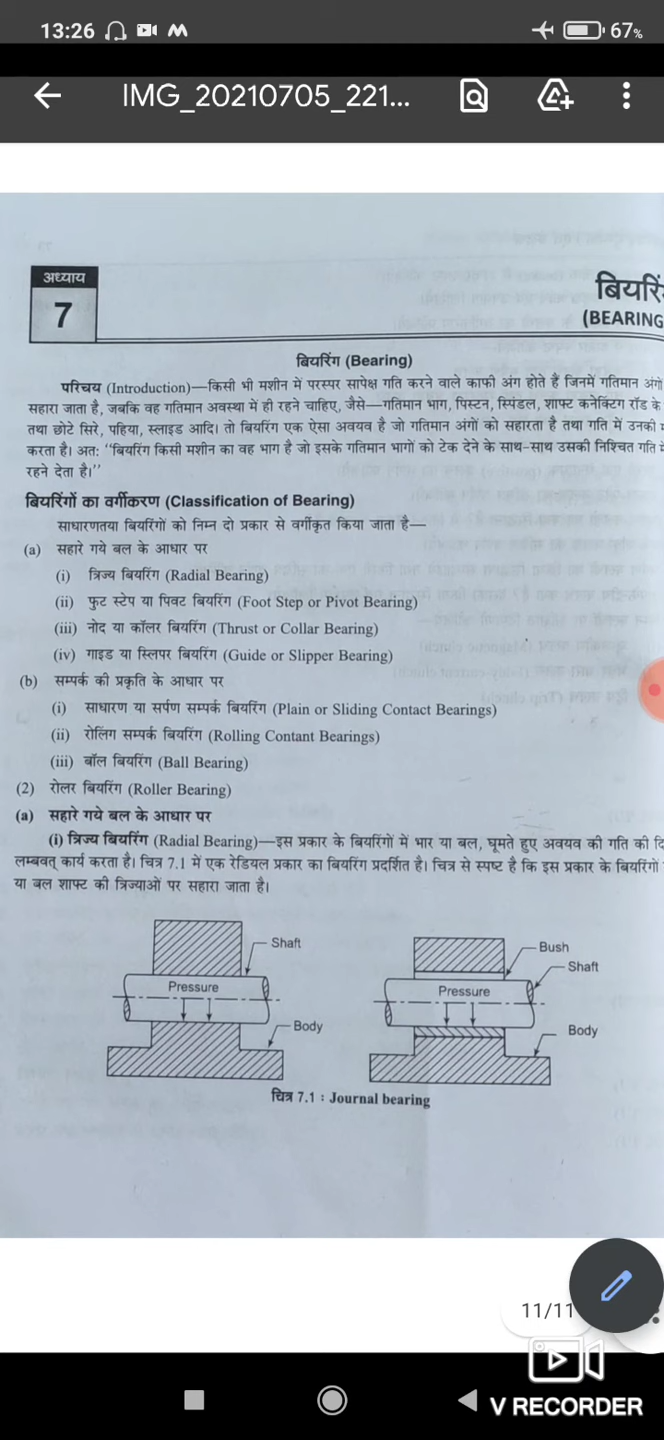 13:26 67%
IMG_20210705_221...
अध्याय
7
बियरिं
(BEARING
बियरिंग (Bearing)
परिचय (Introduction)—किसी भी मशीन में परस्पर सापेक्ष गति करने वाले काफी अंग होते हैं जिनमें गतिमान अंगो
सहारा जाता है, जबकि वह गतिमान अवस्था में ही रहने चाहिए, जैसे—गतिमान भाग, पिस्टन, स्पिंडल, शाफ्ट कनेक्टिंग रॉड के
तथा छोटे सिरे, पहिया, स्लाइड आदि। तो बियरिंग एक ऐसा अवयव है जो गतिमान अंगों को सहारता है तथा गति में उनकी
करता है। अत: ‘‘बियरिंग किसी मशीन का वह भाग है जो इसके गतिमान भागों को टेक देने के साथ-साथ उसकी निश्चित गति में
रहने देता है।’’
बियरिंगों का वर्गीकरण (Classification of Bearing)
साधारणतया बियरिंगों को निम्न दो प्रकार से वर्गीकृत किया जाता है—
(a) सहारे गये बल के आधार पर
(i) त्रिज्य बियरिंग (Radial Bearing)
(ii) फुट स्टेप या पिवट बियरिंग (Foot Step or Pivot Bearing)
(iii) नोद या कॉलर बियरिंग (Thrust or Collar Bearing)
(iv) गाइड या स्लिपर बियरिंग (Guide or Slipper Bearing)
(b) सम्पर्क की प्रकृति के आधार पर
(i) साधारण या सर्पण सम्पर्क बियरिंग (Plain or Sliding Contact Bearings)
(ii) रोलिंग सम्पर्क बियरिंग (Rolling Contant Bearings)
(iii) बॉल बियरिंग (Ball Bearing)
(2) रोलर बियरिंग (Roller Bearing)
(a) सहारे गये बल के आधार पर
(i) त्रिज्य बियरिंग (Radial Bearing)—इस प्रकार के बियरिंगों में भार या बल, घूमते हुए अवयव की गति की दि
लम्बवत् कार्य करता है। चित्र 7.1 में एक रेडियल प्रकार का बियरिंग प्रदर्शित है। चित्र से स्पष्ट है कि इस प्रकार के बियरिंगों
या बल शाफ्ट की त्रिज्याओं पर सहारा जाता है।
Shaft
Pressure
Body
Bush
Shaft
Pressure
Body
चित्र 7.1 : Journal bearing
11/11
V RECORDER